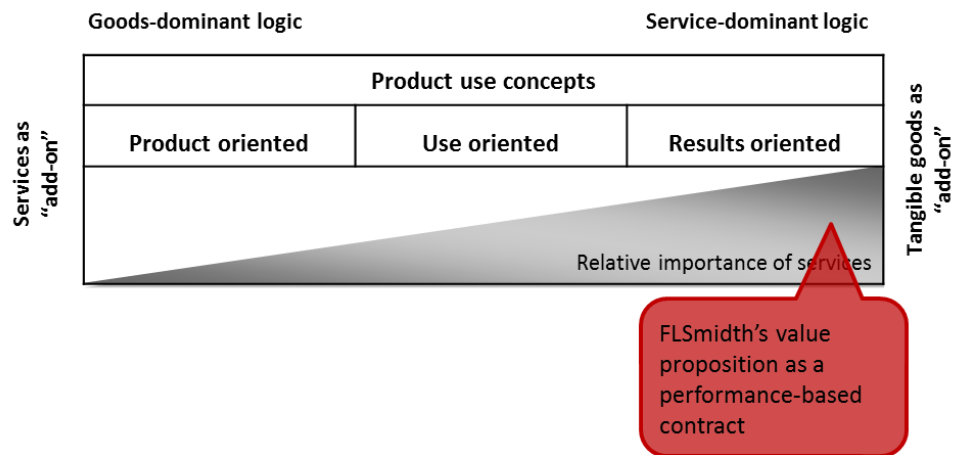 Goods-dominant logic
Service-dominant logic
Services as
“add-on”
Product use concepts
Product oriented
Use oriented
Results oriented
Relative importance of services
Tangible goods as
“add-on”
FLSmidth’s value
proposition as a
performance-based
contract